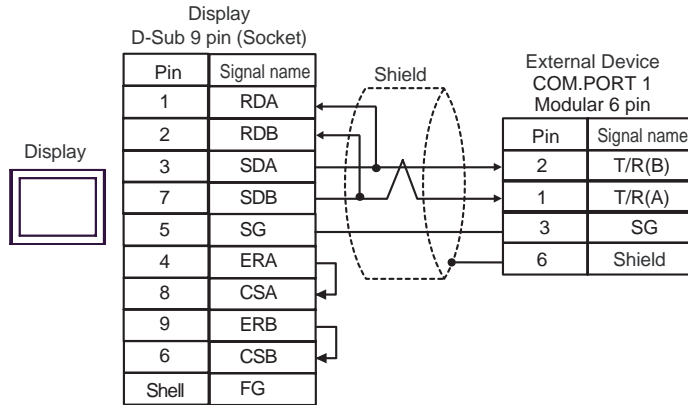 Display
D-Sub 9 pin (Socket)
Pin Signal name
1 RDA
2 RDB
3 SDA
7 SDB
5 SG
4 ERA
8 CSA
9 ERB
6 CSB
Shell FG
Display
Shield
External Device
COM.PORT 1
Modular 6 pin
Pin Signal name
2 T/R(B)
1 T/R(A)
3 SG
6 Shield